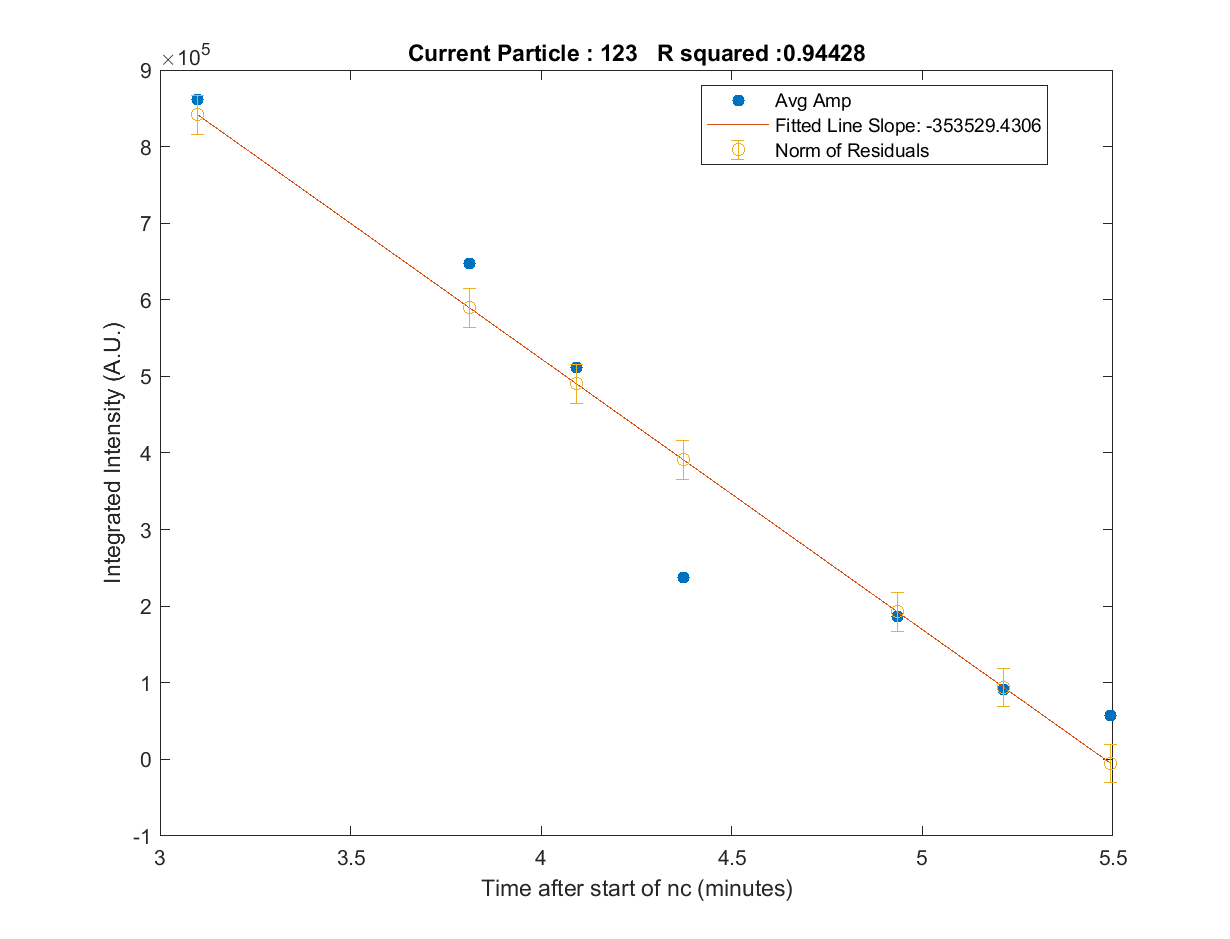 Current Particle : 123 R squared :0.94428
×10^5
9
8
7
6
5
4
3
2
1
0
-1
3 3.5 4 4.5 5 5.5
Time after start of nc (minutes)
Integrated Intensity (A.U.)
Avg Amp
Fitted Line Slope: -353529.4306
Norm of Residuals